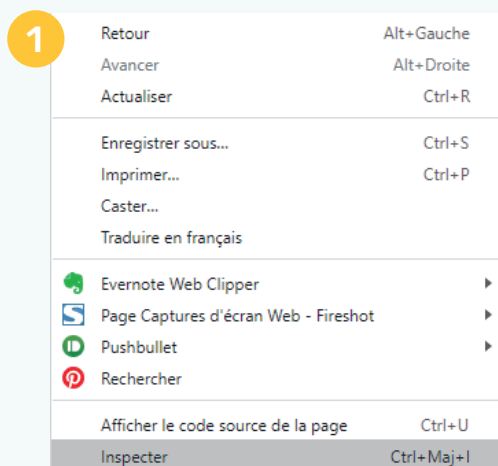 1
Retour Alt+Gauche
Avancer Alt+Droite
Actualiser Ctrl+R
Enregistrer sous... Ctrl+S
Imprimer... Ctrl+P
Caster...
Traduire en français
Evernote Web Clipper
Page Captures d'écran Web - Fireshot
Pushbullet
Rechercher
Afficher le code source de la page Ctrl+U
Inspecter Ctrl+Maj+I